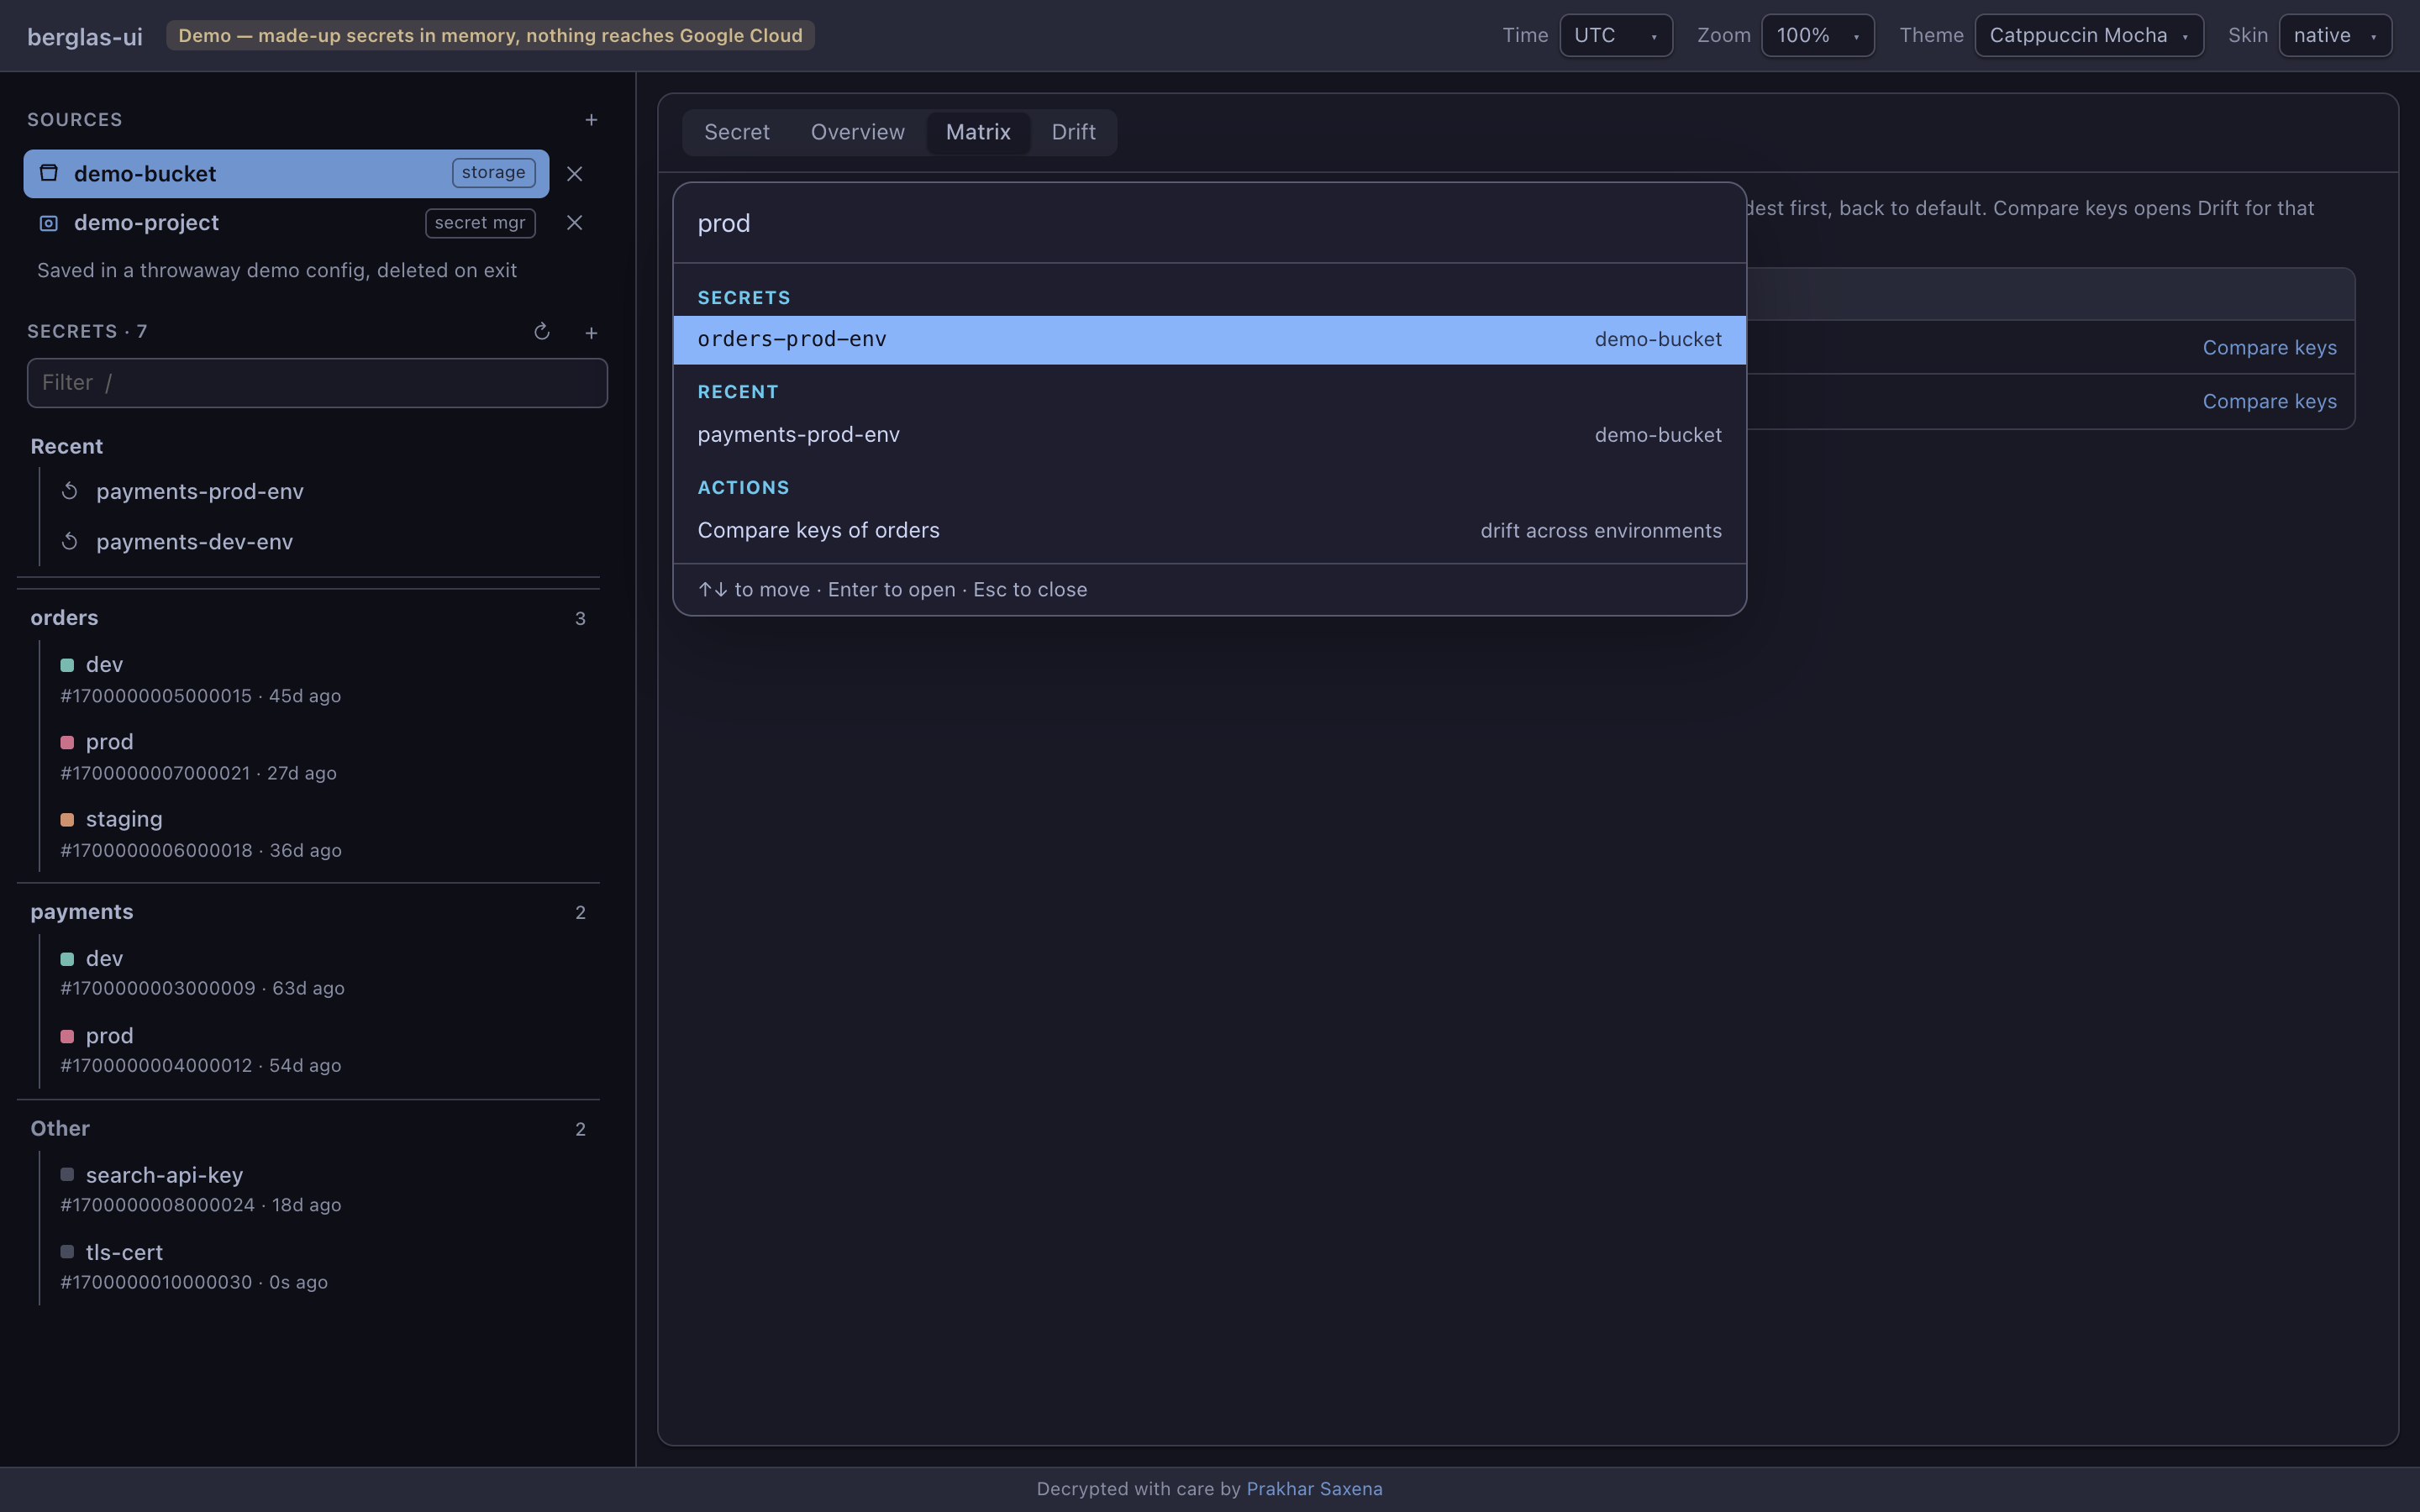 berglas-ui
Demo — made-up secrets in memory, nothing reaches Google Cloud
Time UTC Zoom 100% Theme Catppuccin Mocha Skin native
SOURCES +
demo-bucket storage
demo-project secret mgr
Saved in a throwaway demo config, deleted on exit
SECRETS · 7 +
Filter /
Recent
payments-prod-env
payments-dev-env
orders 3
dev
#1700000005000015 · 45d ago
prod
#1700000007000021 · 27d ago
staging
#1700000006000018 · 36d ago
payments 2
dev
#1700000003000009 · 63d ago
prod
#1700000004000012 · 54d ago
Other 2
search-api-key
#1700000008000024 · 18d ago
tls-cert
#1700000010000030 · 0s ago
Secret Overview Matrix Drift
first, back to default. Compare keys opens Drift for that
Compare keys
Compare keys
prod
SECRETS
orders-prod-env demo-bucket
RECENT
payments-prod-env demo-bucket
ACTIONS
Compare keys of orders drift across environments
↑↓ to move · Enter to open · Esc to close
Decrypted with care by Prakhar Saxena